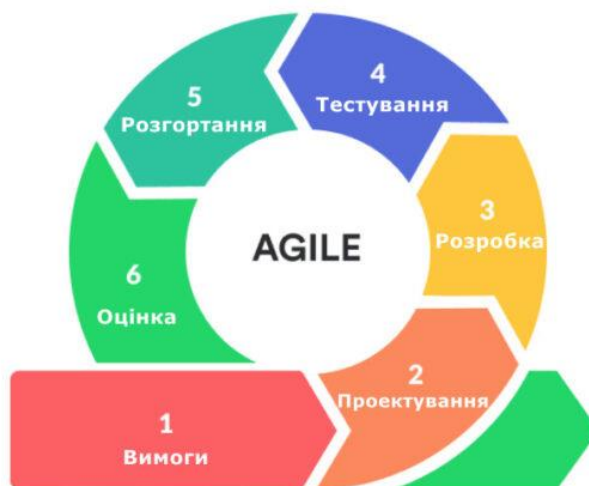 1
Вимоги
2
Проектування
3
Розробка
4
Тестування
5
Розгортання
6
Оцінка
AGILE